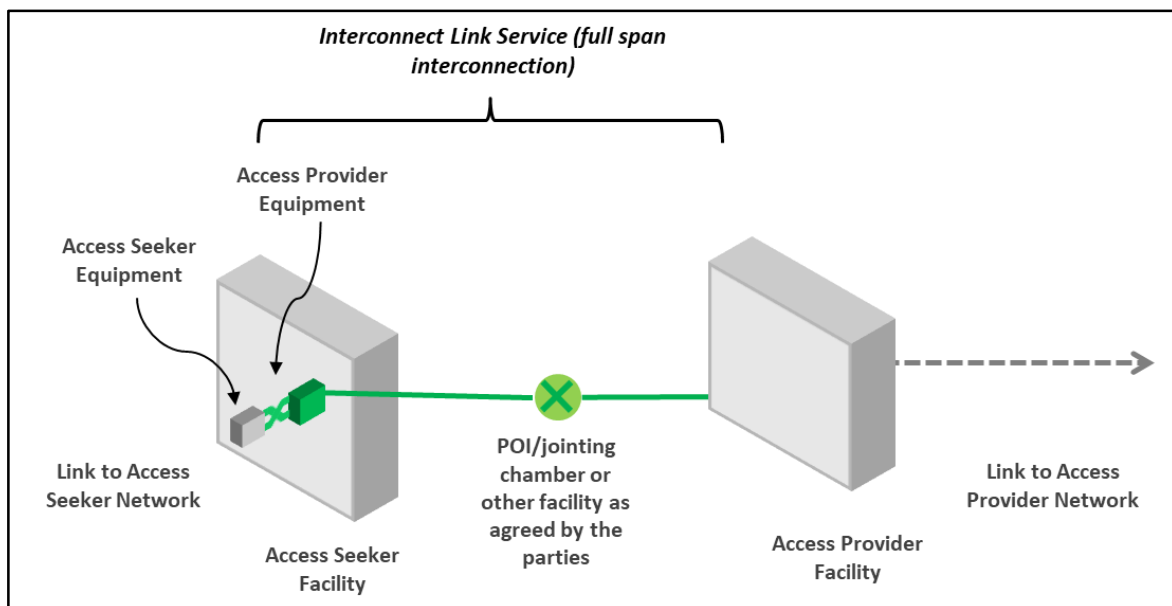 Interconnect Link Service (full span
interconnection)
Access Provider
Equipment
Access Seeker
Equipment
POI/jointing
chamber or
other facility as
agreed by the
parties
Link to Access
Seeker Network
Link to Access
Provider Network
Access Seeker
Facility
Access Provider
Facility